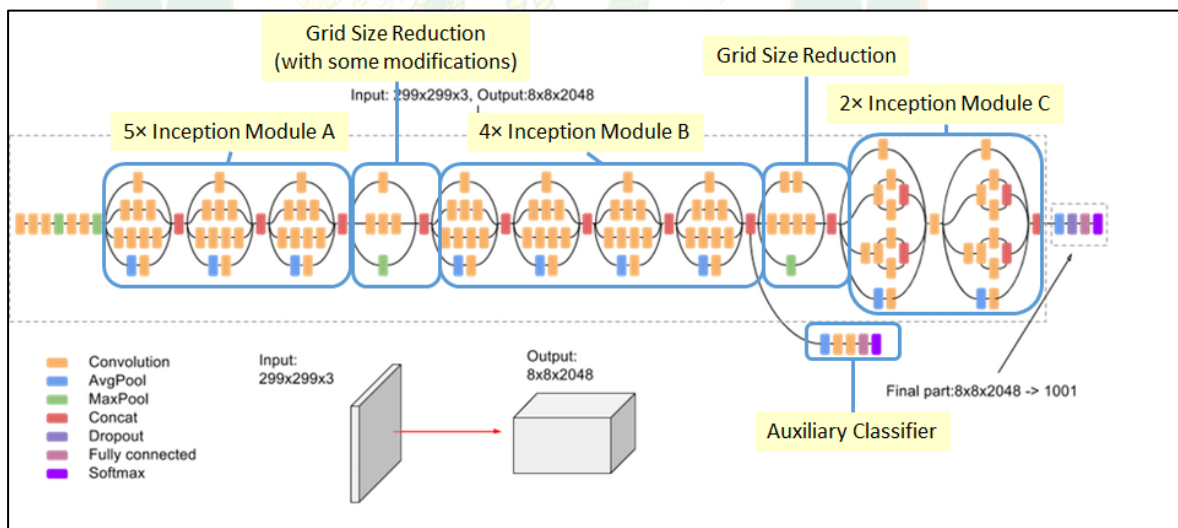 Grid Size Reduction
(with some modifications)
Grid Size Reduction
Input: 299x299x3, Output:8x8x2048
5× Inception Module A
4× Inception Module B
2× Inception Module C
Convolution
AvgPool
MaxPool
Concat
Dropout
Fully connected
Softmax
Input:
299x299x3
Output:
8x8x2048
Final part:8x8x2048 -> 1001
Auxiliary Classifier